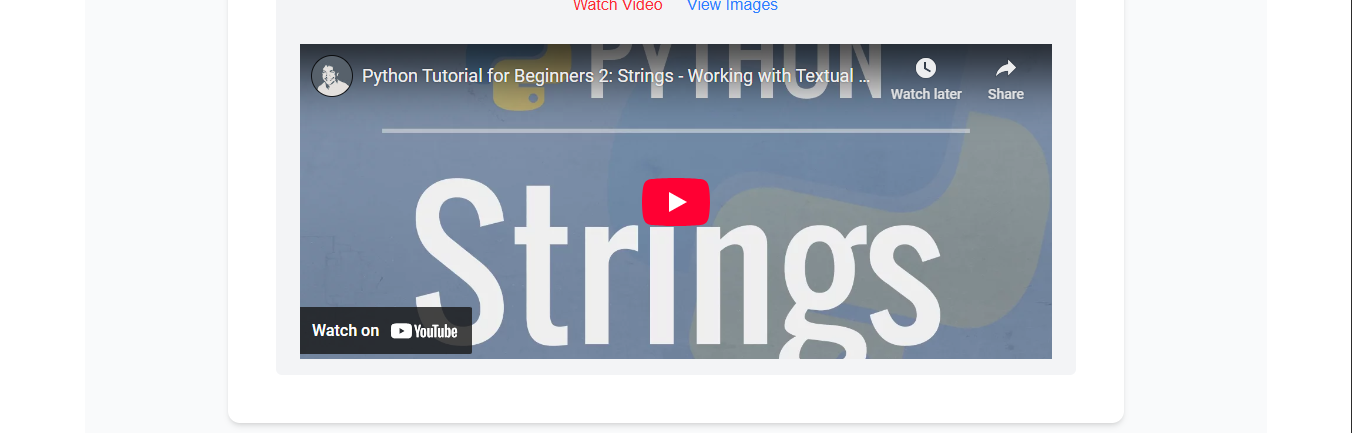 Watch Video View Images
PYTHON
Python Tutorial for Beginners 2: Strings - Working with Textual ...
Watch later Share
Strings
Watch on YouTube